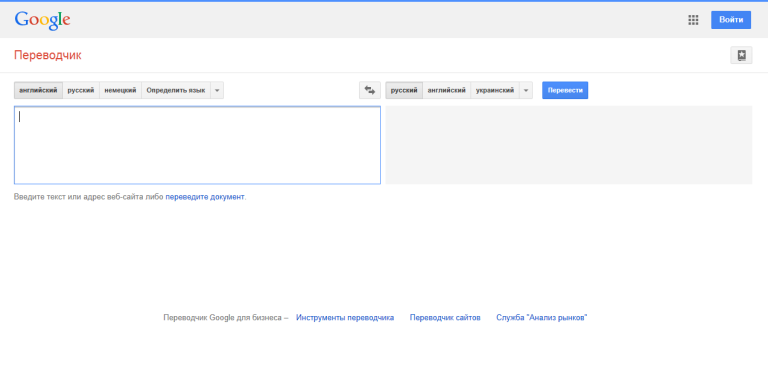 Google
Войти
Переводчик
английский русский немецкий Определить язык
русский английский украинский
Перевести
Введите текст или адрес веб-сайта либо переведите документ.
Переводчик Google для бизнеса – Инструменты переводчика Переводчик сайтов Служба "Анализ рынков"